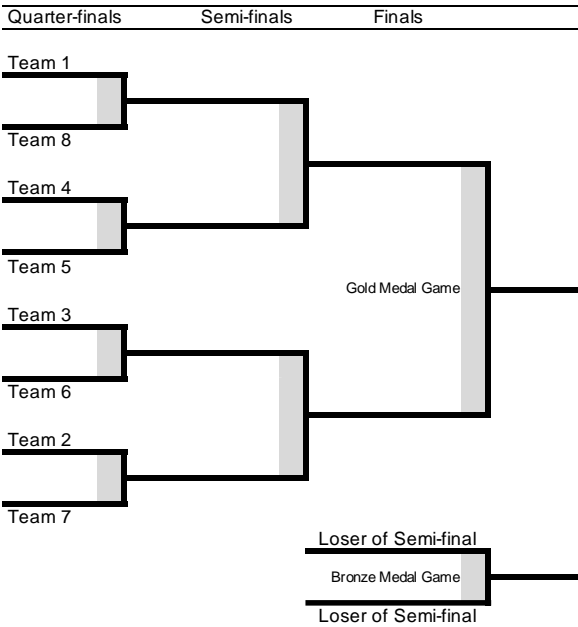 Quarter-finals Semi-finals Finals
Team 1
Team 8
Team 4
Team 5
Gold Medal Game
Team 3
Team 6
Team 2
Team 7
Loser of Semi-final
Bronze Medal Game
Loser of Semi-final